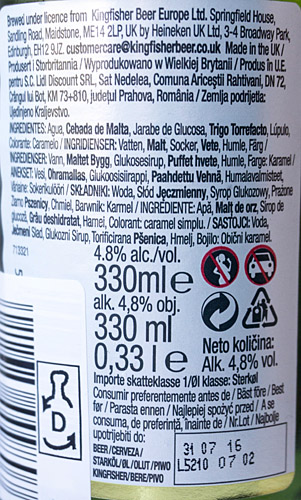 Brewed under licence from Kingfisher Beer Europe Ltd. Springfield House,
Sandling Road, Maidstone, ME14 2LP, UK by Heineken UK Ltd, 3-4 Broadway Park,
Edinburgh, EH12 9JZ. customercare@kingfisherbeer.co.uk Made in the UK /
Produsert i Storbritannia / Wyprodukowano w Wielkiej Brytanii / Produs în U.E.
pentru S.C. Lidl Discount SRL, Sat Nedelea, Comuna Ariceștii Rahtivani, DN 72,
Crângul lui Bot, KM 73+810, județul Prahova, România / Zemlja podrijetla:
Ujedinjeno Kraljevstvo.
INGREDIENTES: Agua, Cebada de Malta, Jarabe de Glucosa, Trigo Torrefacto, Lúpulo,
Colorante: Caramelo / INGRIDIENSER: Vatten, Malt, Socker, Vete, Humle, Färg /
INGREDIENSER: Vann, Maltet Bygg, Glukosesirup, Puffet hvete, Humle, Farge: Karamel /
AINEKSET: Vesi, Ohramallas, Glukoosisiirappi, Paahdettu Vehnä, Humalavalmisteet,
Väriaine: Sokerikulööri / SKŁADNIKI: Woda, Słód Jęczmienny, Syrop Glukozowy, Prażone
Ziarno Pszenicy, Chmiel, Barwnik: Karmel / INGREDIENTE: Apă, Malț de orz, Sirop de
glucoză, Grâu deshidratat, Hamei, Colorant: caramel simplu. / SASTOJCI: Voda,
Ječmeni Slad, Glukozni Sirup, Torificirana Pšenica, Hmelj, Bojilo: Obični karamel.
713321
4.8% alc./vol.
330ml e
alk. 4,8% obj.
330 ml
0,33 l e
Neto količina:
Alk. 4,8% vol.
D
Importe skatteklasse 1/Øl klasse: Sterkøl
Consumir preferentemente antes de / Bäst före / Best
før / Parasta ennen / Najlepiej spożyć przed / A se
consuma, de preferință, înainte de / Nr.Lot / Najbolje
upotrijebiti do:
BEER / CERVEZA /
STARKÖL / ØL / OLUT / PIWO
KINGFISHER / BERE / PIVO
31 07 16
L5210 07 02